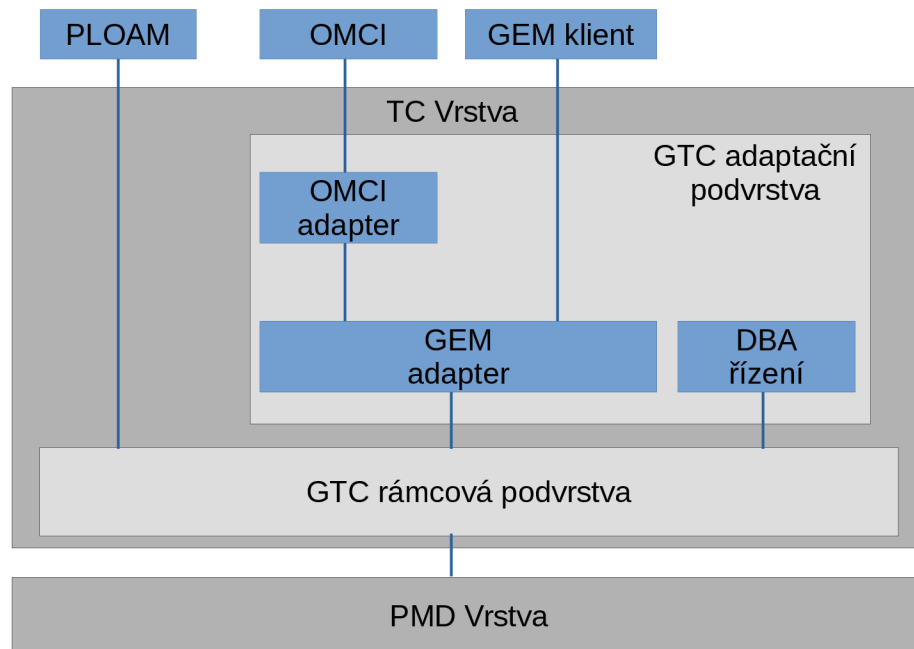 PLOAM
OMCI
GEM klient
TC Vrstva
GTC adaptační
podvrstva
OMCI
adapter
GEM
adapter
DBA
řízení
GTC rámcová podvrstva
PMD Vrstva